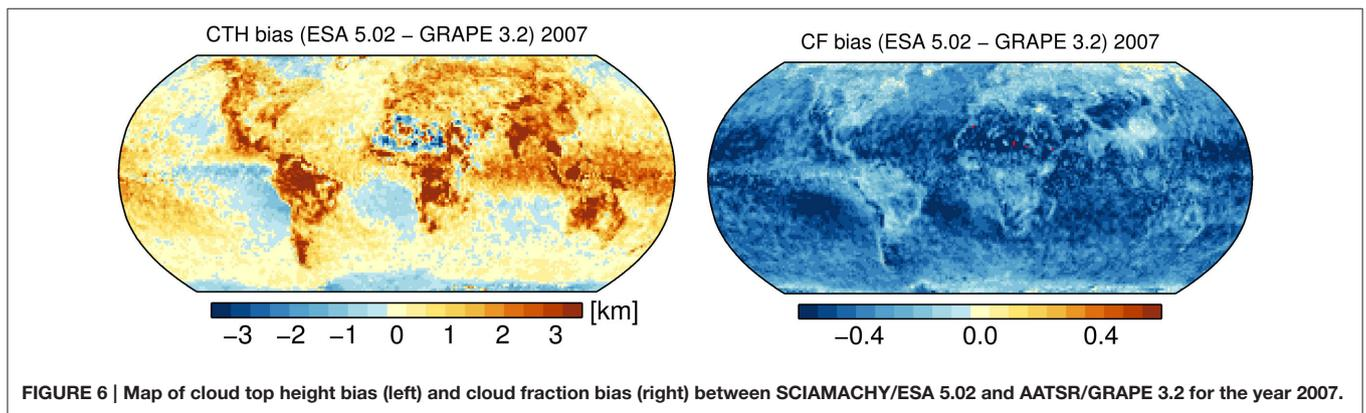 CTH bias (ESA 5.02 − GRAPE 3.2) 2007
−3 −2 −1 0 1 2 3 [km]
CF bias (ESA 5.02 − GRAPE 3.2) 2007
−0.4 0.0 0.4
FIGURE 6 | Map of cloud top height bias (left) and cloud fraction bias (right) between SCIAMACHY/ESA 5.02 and AATSR/GRAPE 3.2 for the year 2007.